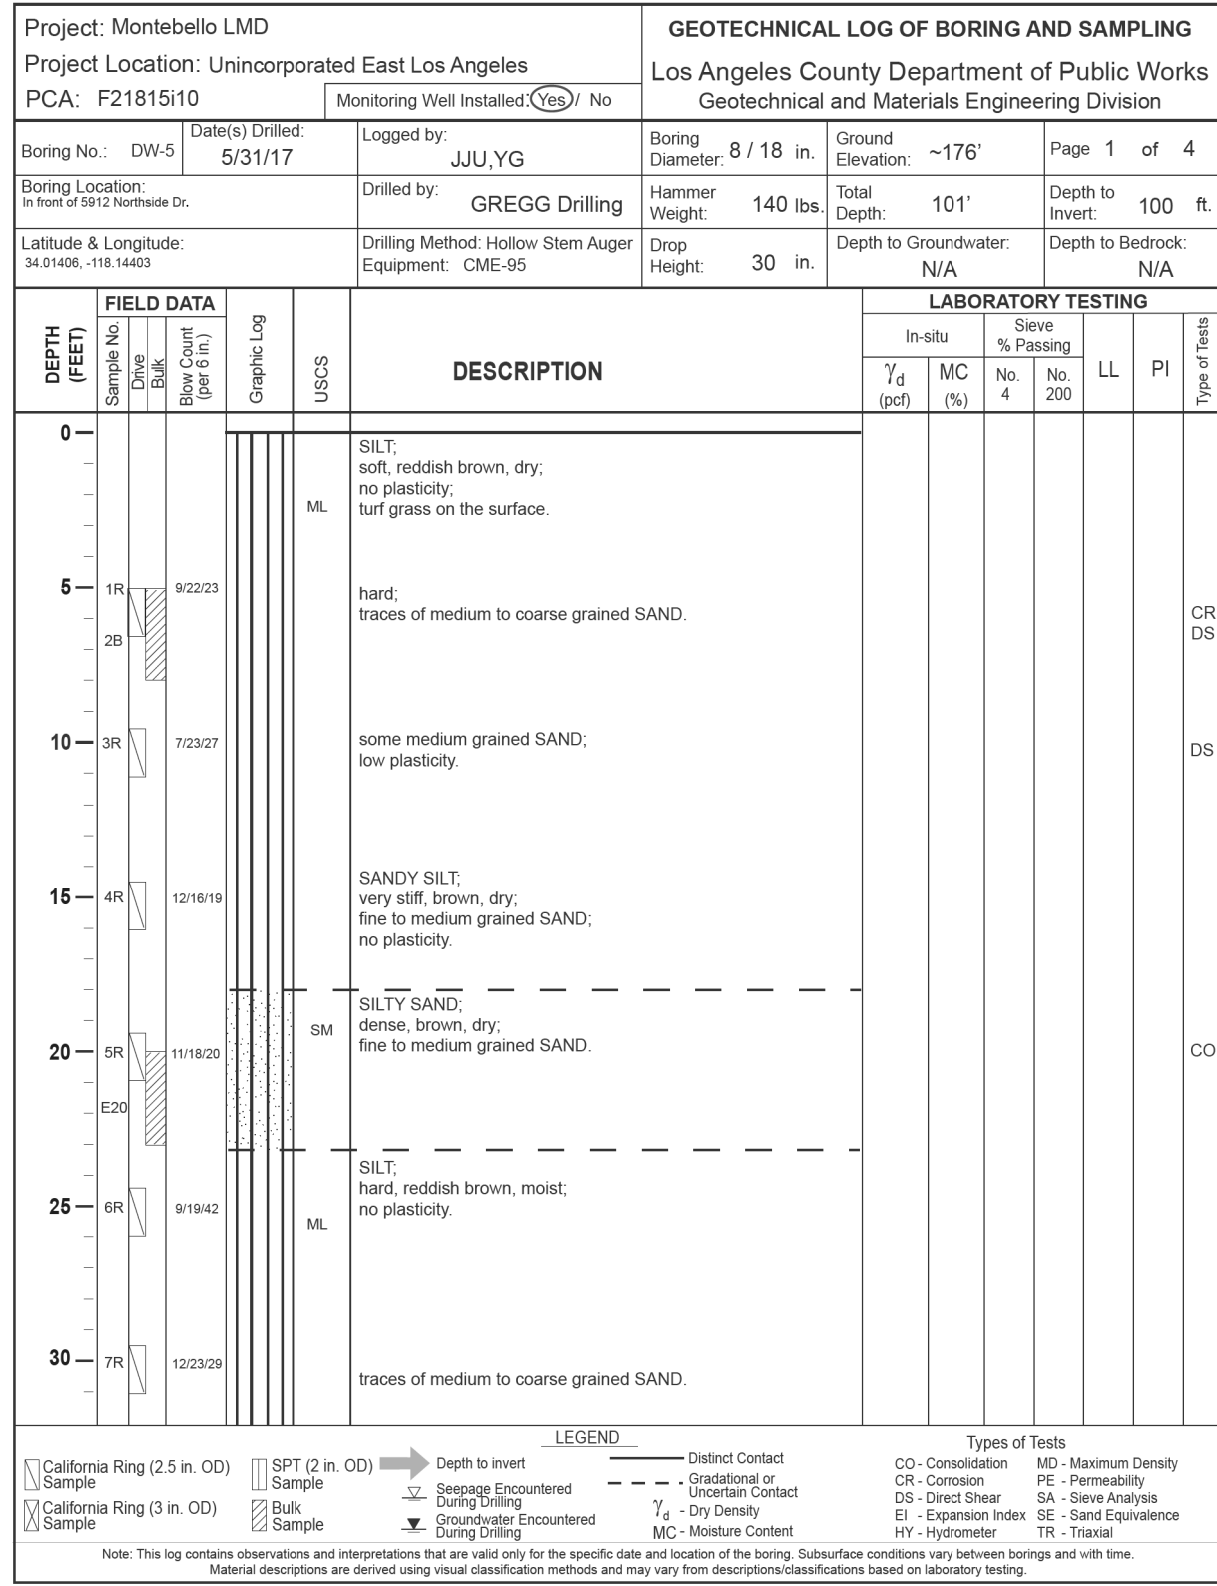 Project: Montebello LMD
Project Location: Unincorporated East Los Angeles
PCA: F21815i10
Monitoring Well Installed: Yes / No
GEOTECHNICAL LOG OF BORING AND SAMPLING
Los Angeles County Department of Public Works
Geotechnical and Materials Engineering Division
Boring No.: DW-5
Date(s) Drilled:
5/31/17
Logged by:
JJU,YG
Boring
Diameter: 8 / 18 in.
Ground
Elevation: ~176'
Page 1 of 4
Boring Location:
In front of 5912 Northside Dr.
Drilled by:
GREGG Drilling
Hammer
Weight: 140 lbs.
Total
Depth: 101'
Depth to
Invert: 100 ft.
Latitude & Longitude:
34.01406, -118.14403
Drilling Method: Hollow Stem Auger
Equipment: CME-95
Drop
Height: 30 in.
Depth to Groundwater:
N/A
Depth to Bedrock:
N/A
DEPTH
(FEET)
FIELD DATA
Sample No.
Drive
Bulk
Blow Count
(per 6 in.)
Graphic Log
USCS
DESCRIPTION
LABORATORY TESTING
In-situ
γd
(pcf)
MC
(%)
Sieve
% Passing
No.
4
No.
200
LL
PI
Type of Tests
0
SILT;
soft, reddish brown, dry;
no plasticity;
ML
turf grass on the surface.
5
1R
9/22/23
hard;
traces of medium to coarse grained SAND.
CR
DS
2B
10
3R
7/23/27
some medium grained SAND;
low plasticity.
DS
15
4R
12/16/19
SANDY SILT;
very stiff, brown, dry;
fine to medium grained SAND;
no plasticity.
SILTY SAND;
dense, brown, dry;
fine to medium grained SAND.
SM
20
5R
11/18/20
CO
E20
SILT;
hard, reddish brown, moist;
no plasticity.
25
6R
9/19/42
ML
30
7R
12/23/29
traces of medium to coarse grained SAND.
LEGEND
California Ring (2.5 in. OD)
Sample
California Ring (3 in. OD)
Sample
SPT (2 in. OD)
Sample
Bulk
Sample
Depth to invert
Seepage Encountered
During Drilling
Groundwater Encountered
During Drilling
Distinct Contact
Gradational or
Uncertain Contact
γd - Dry Density
MC - Moisture Content
Types of Tests
CO - Consolidation
CR - Corrosion
DS - Direct Shear
EI - Expansion Index
HY - Hydrometer
MD - Maximum Density
PE - Permeability
SA - Sieve Analysis
SE - Sand Equivalence
TR - Triaxial
Note: This log contains observations and interpretations that are valid only for the specific date and location of the boring. Subsurface conditions vary between borings and with time.
Material descriptions are derived using visual classification methods and may vary from descriptions/classifications based on laboratory testing.